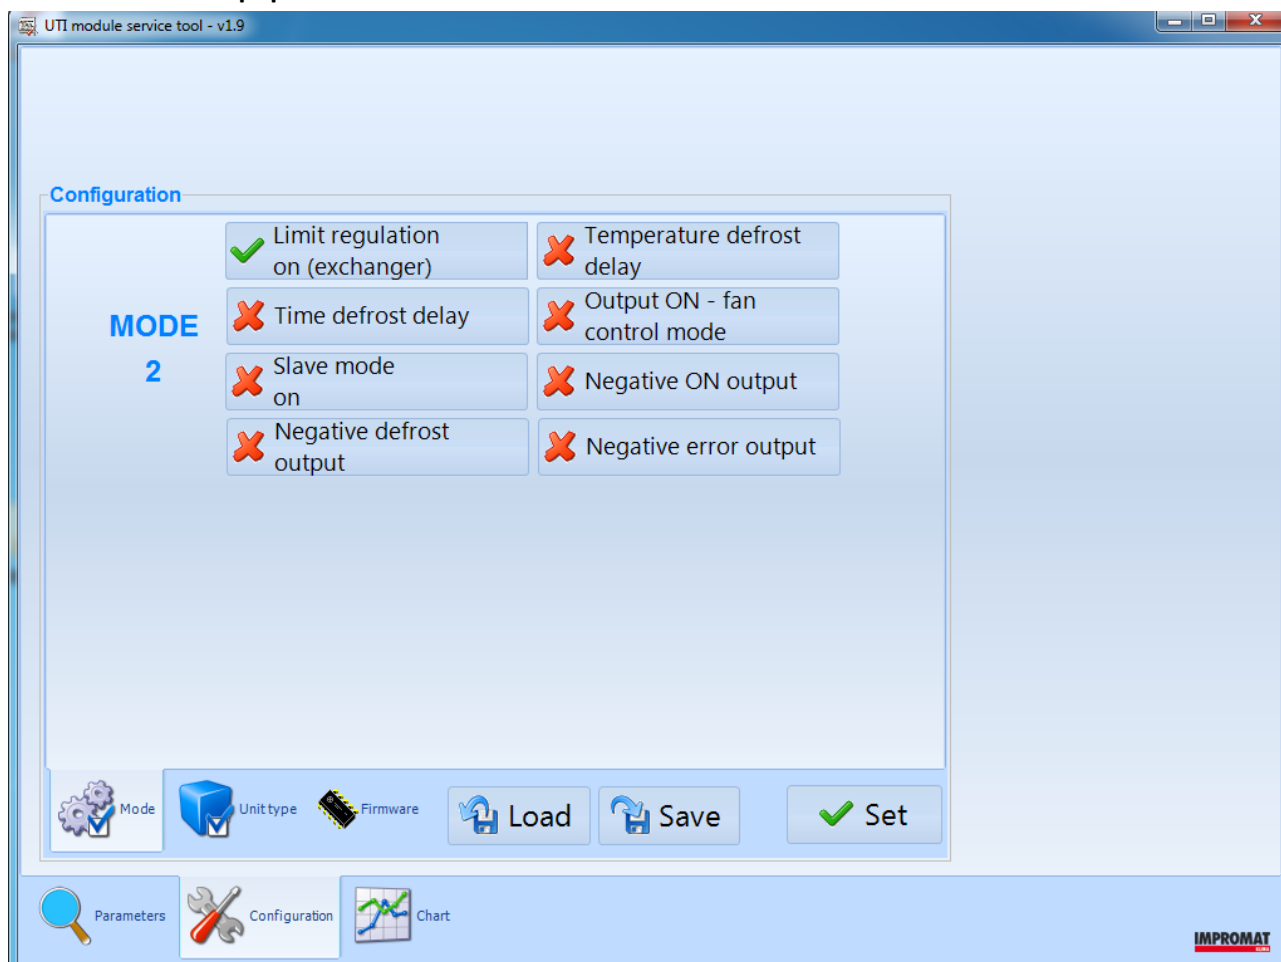 UTI module service tool - v1.9
Configuration
MODE
2
Limit regulation
on (exchanger)
Temperature defrost
delay
Time defrost delay
Output ON - fan
control mode
Slave mode
on
Negative ON output
Negative defrost
output
Negative error output
Mode
Unit type
Firmware
Load
Save
Set
Parameters
Configuration
Chart
IMPROMAT